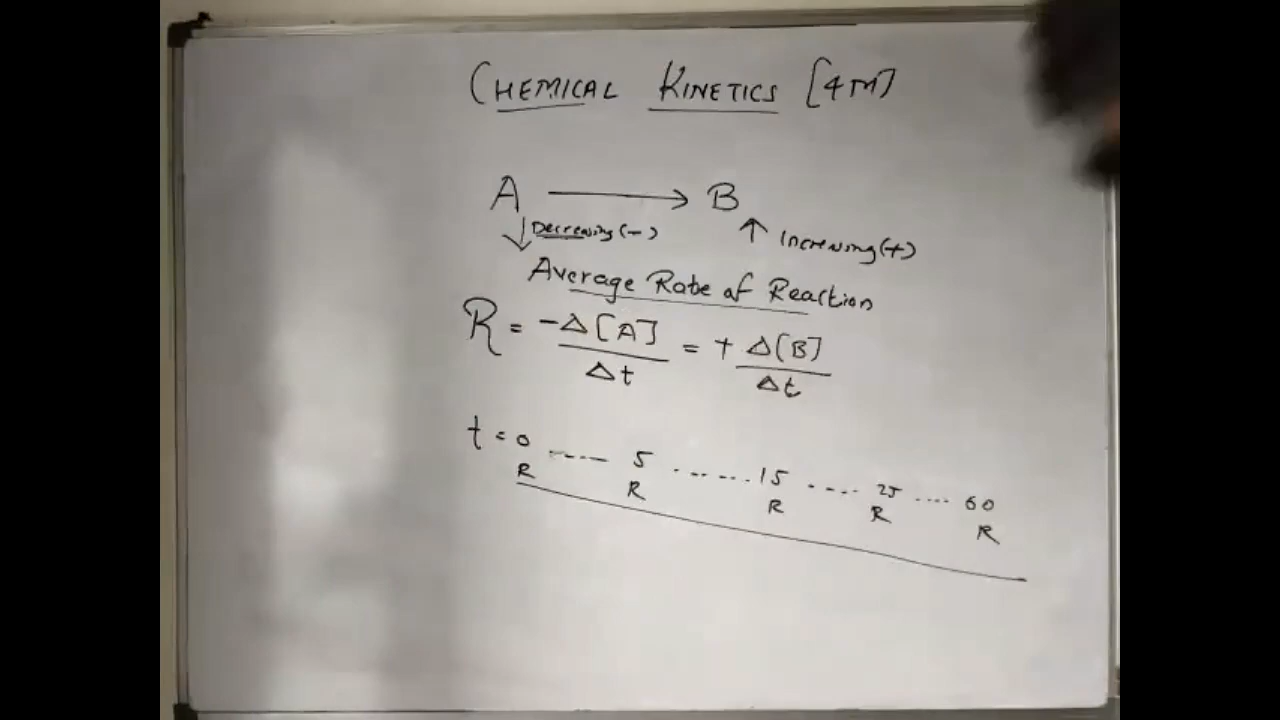 CHEMICAL KINETICS [4M]
A → B
↓ Decreasing (-) ↑ Increasing (+)
Average Rate of Reaction
R = -Δ[A] / Δt = + Δ[B] / Δt
t = 0 ...... 5 ...... 15 ..... 25 .... 60
R R R R R